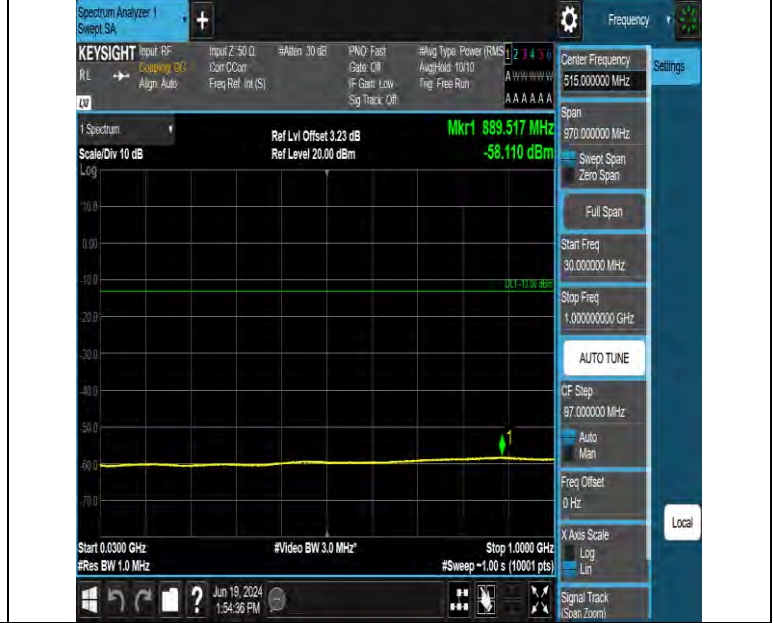 Spectrum Analyzer 1
Swept SA
+
Frequency
KEYSIGHT
RL
Input: RF
Coupling: DC
Align: Auto
Input Z: 50 Ω
Corr CCorr
Freq Ref: Int (S)
#Atten: 30 dB
PNO: Fast
Gate: Off
IF Gain: Low
Sig Track: Off
#Avg Type: Power (RMS
Avg|Hold: 10/10
Trig: Free Run
1 2 3 4 5 6
A W W W W W
A A A A A A
1 Spectrum
Scale/Div 10 dB
Log
Ref Lvl Offset 3.23 dB
Ref Level 20.00 dBm
Mkr1 889.517 MHz
-58.110 dBm
10.0
0.00
-10.0
DL1 -13.00 dBm
-20.0
-30.0
-40.0
-50.0
1
-60.0
-70.0
Start 0.0300 GHz
#Res BW 1.0 MHz
#Video BW 3.0 MHz*
Stop 1.0000 GHz
#Sweep ~1.00 s (10001 pts)
Center Frequency
515.000000 MHz
Settings
Span
970.000000 MHz
Swept Span
Zero Span
Full Span
Start Freq
30.000000 MHz
Stop Freq
1.000000000 GHz
AUTO TUNE
CF Step
97.000000 MHz
Auto
Man
Freq Offset
0 Hz
X Axis Scale
Log
Lin
Local
Signal Track
(Span Zoom)
?
Jun 19, 2024
1:54:36 PM